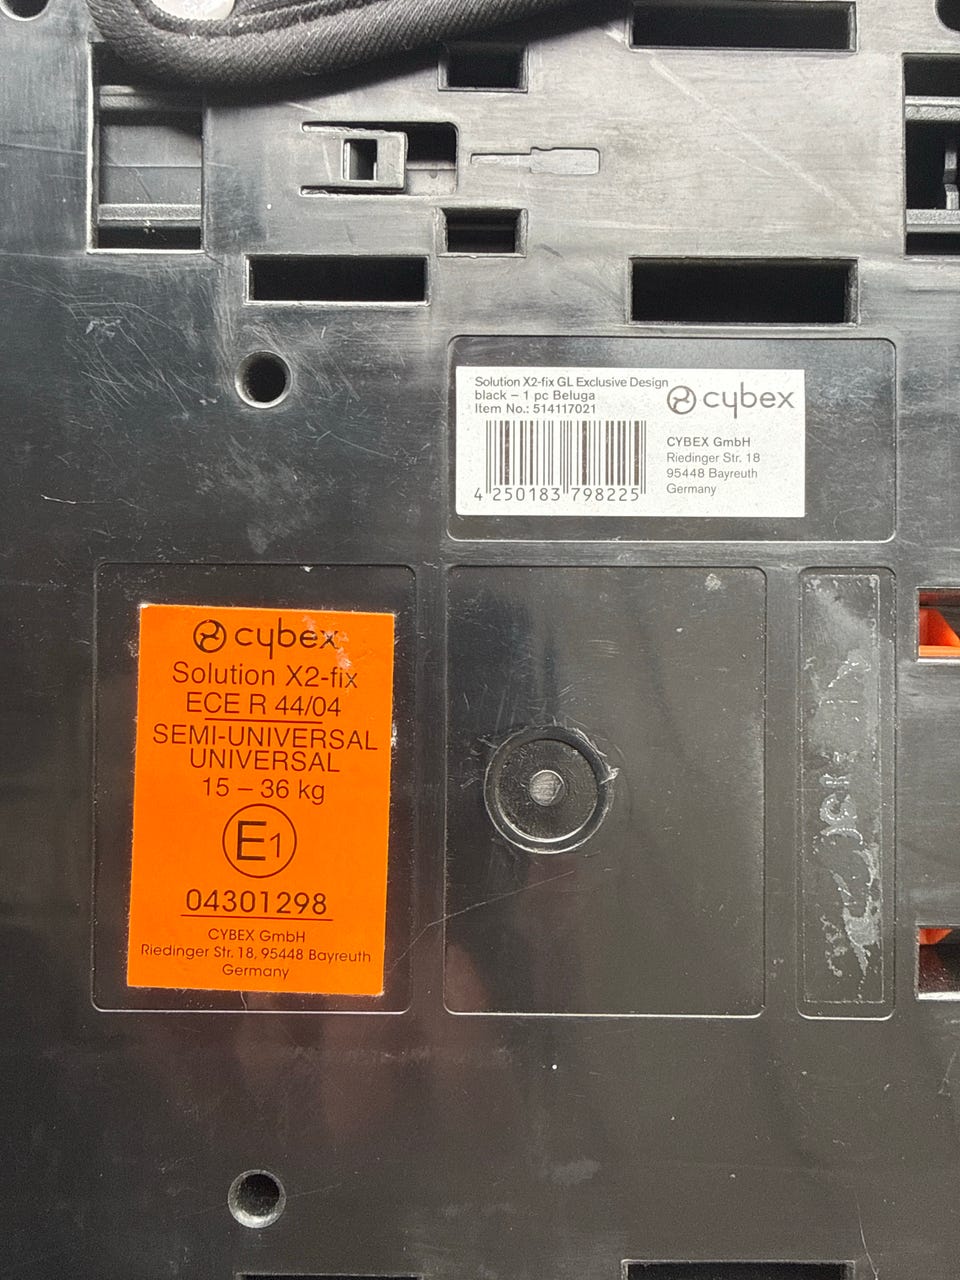 Solution X2-fix GL Exclusive Design
black – 1 pc Beluga
Item No.: 514117021
cybex
4 250183 798225
CYBEX GmbH
Riedinger Str. 18
95448 Bayreuth
Germany
cybex
Solution X2-fix
ECE R 44/04
SEMI-UNIVERSAL
UNIVERSAL
15 – 36 kg
E1
04301298
CYBEX GmbH
Riedinger Str. 18, 95448 Bayreuth
Germany